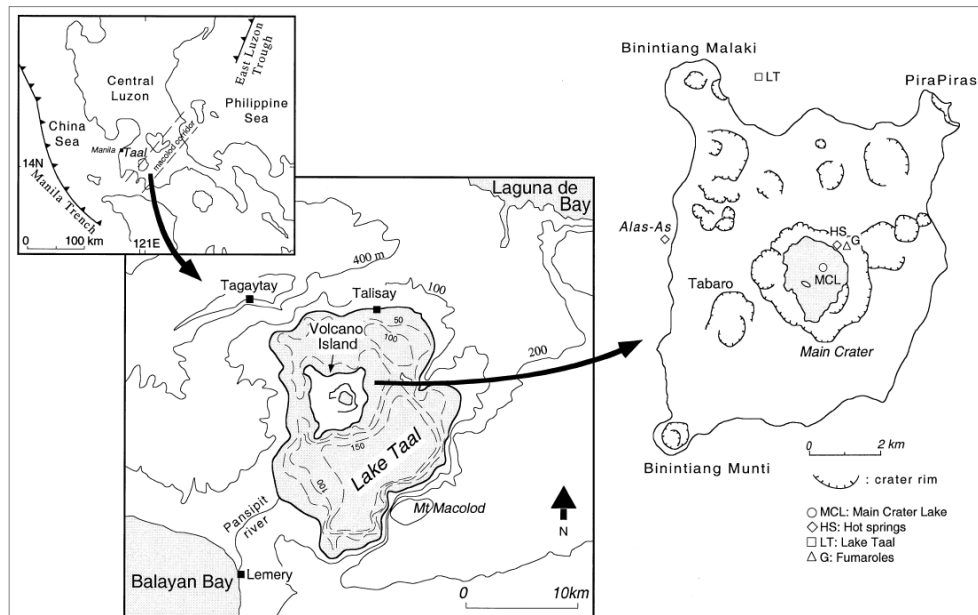 East Luzon
Trough
Central
Luzon
Philippine
Sea
China
Sea
Manila
Taal
macolod corridor
14N
Manila Trench
0 100 km
121E
Laguna de
Bay
400 m
Tagaytay
Talisay
100
50
100
200
Volcano
Island
150
100
Lake Taal
Pansipit
river
Mt Macolod
N
Balayan Bay
Lemery
0 10km
Binintiang Malaki
LT
PiraPiras
Alas-As
HS
G
MCL
Tabaro
Main Crater
Binintiang Munti
0 2 km
: crater rim
MCL: Main Crater Lake
HS: Hot springs
LT: Lake Taal
G: Fumaroles